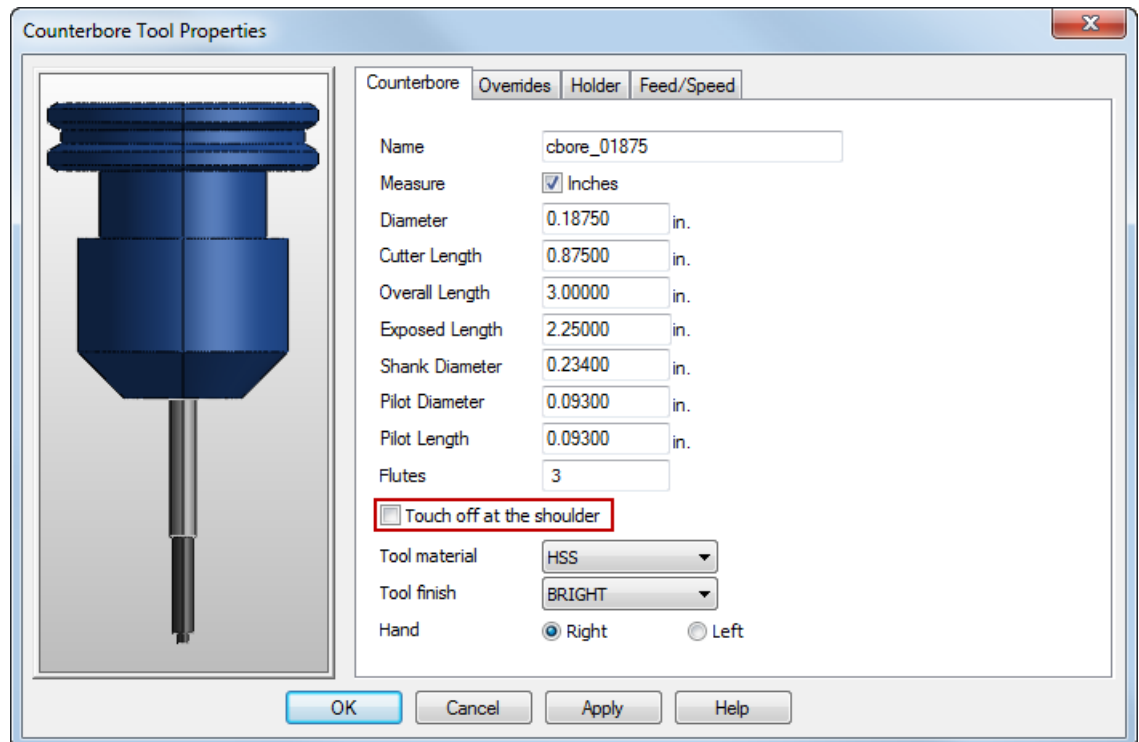 Counterbore Tool Properties
X
Counterbore Overrides Holder Feed/Speed
Name cbore_01875
Measure Inches
Diameter 0.18750 in.
Cutter Length 0.87500 in.
Overall Length 3.00000 in.
Exposed Length 2.25000 in.
Shank Diameter 0.23400 in.
Pilot Diameter 0.09300 in.
Pilot Length 0.09300 in.
Flutes 3
Touch off at the shoulder
Tool material HSS
Tool finish BRIGHT
Hand Right Left
OK Cancel Apply Help